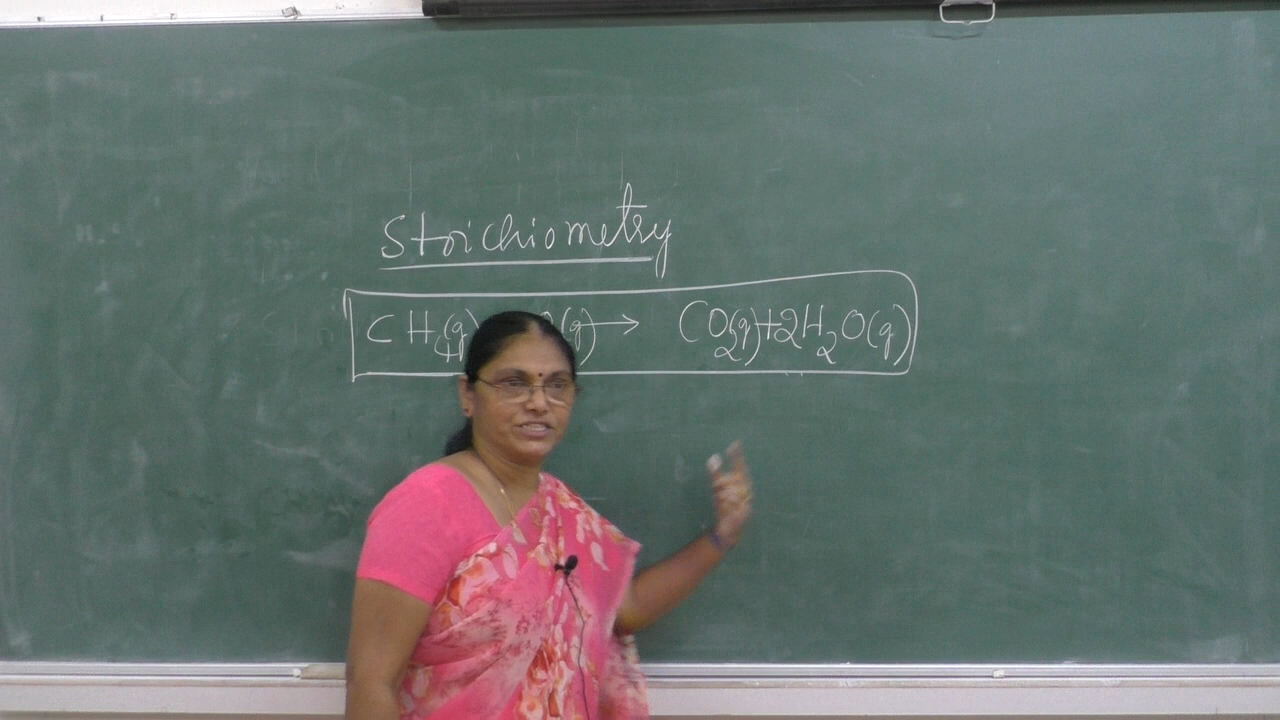 Stoichiometry
CH4(g) (g) → CO2(g)+2H2O(g)